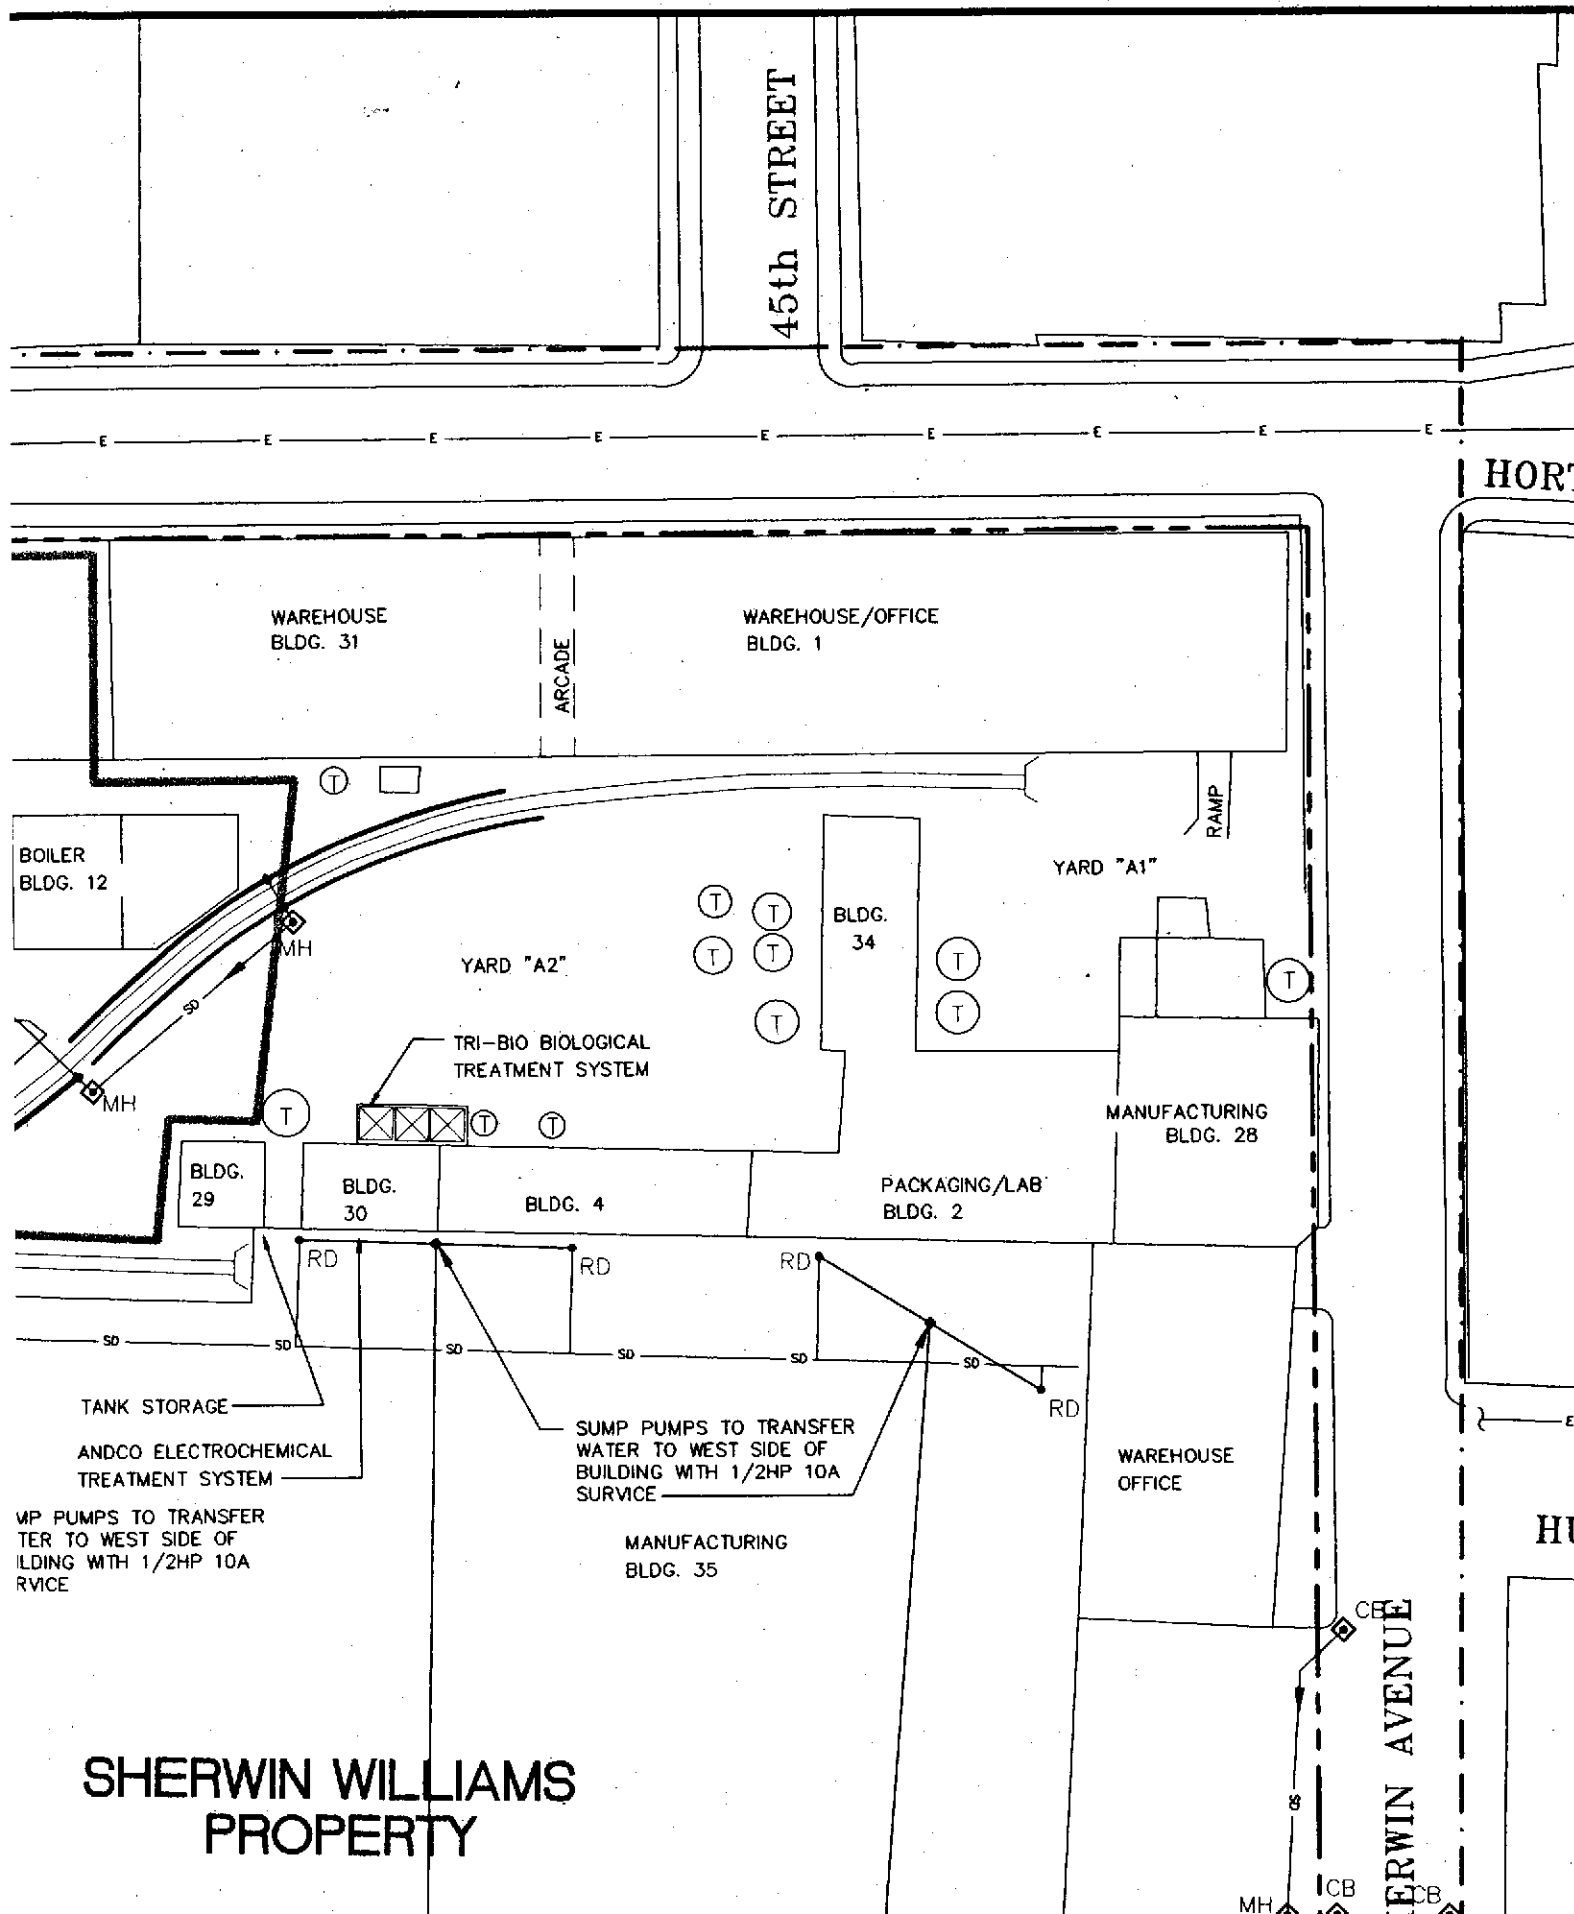 45th STREET
E E E E E E E E E
HORT
WAREHOUSE
BLDG. 31
ARCADE
WAREHOUSE/OFFICE
BLDG. 1
T
RAMP
BOILER
BLDG. 12
YARD "A1"
T T
BLDG.
34
MH
YARD "A2"
T T
T
T
SD
T
T
TRI-BIO BIOLOGICAL
TREATMENT SYSTEM
MH
T
T
T
MANUFACTURING
BLDG. 28
BLDG.
29
BLDG.
30
BLDG. 4
PACKAGING/LAB
BLDG. 2
RD
RD
RD
SD SD SD SD SD SD
RD
TANK STORAGE
ANDCO ELECTROCHEMICAL
TREATMENT SYSTEM
SUMP PUMPS TO TRANSFER
WATER TO WEST SIDE OF
BUILDING WITH 1/2HP 10A
SURVICE
E
WAREHOUSE
OFFICE
MP PUMPS TO TRANSFER
TER TO WEST SIDE OF
ILDING WITH 1/2HP 10A
RVICE
MANUFACTURING
BLDG. 35
HU
CB
SHERWIN WILLIAMS
PROPERTY
ERWIN AVENUE
MH
CB
CB